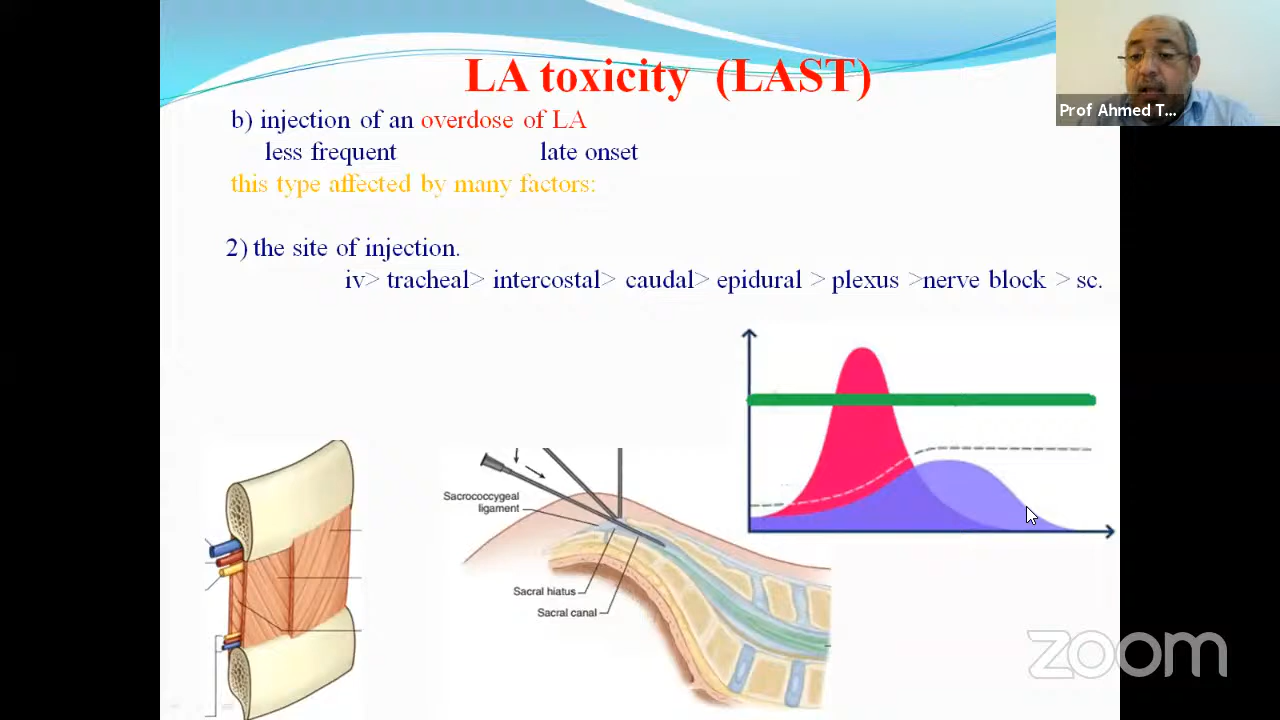 LA toxicity (LAST)
Prof Ahmed T...
b) injection of an overdose of LA
less frequent late onset
this type affected by many factors:
2) the site of injection.
iv> tracheal> intercostal> caudal> epidural > plexus >nerve block > sc.
Sacrococcygeal
ligament
Sacral hiatus
Sacral canal
zoom